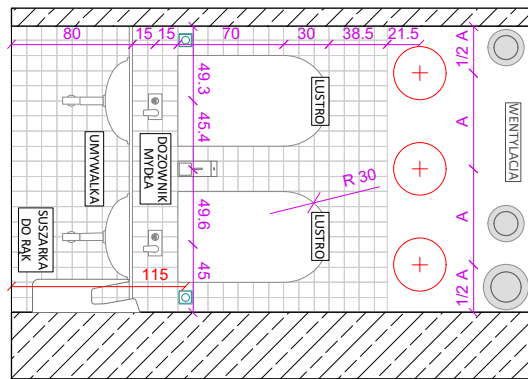 80
15
15
70
30
38.5
21.5
1/2 A
A
A
1/2 A
49.3
45.4
49.6
45
R 30
115
LUSTRO
LUSTRO
WENTYLACJA
DOZOWNIK
MYDŁA
UMYWALKA
SUSZARKA
DO RĄK